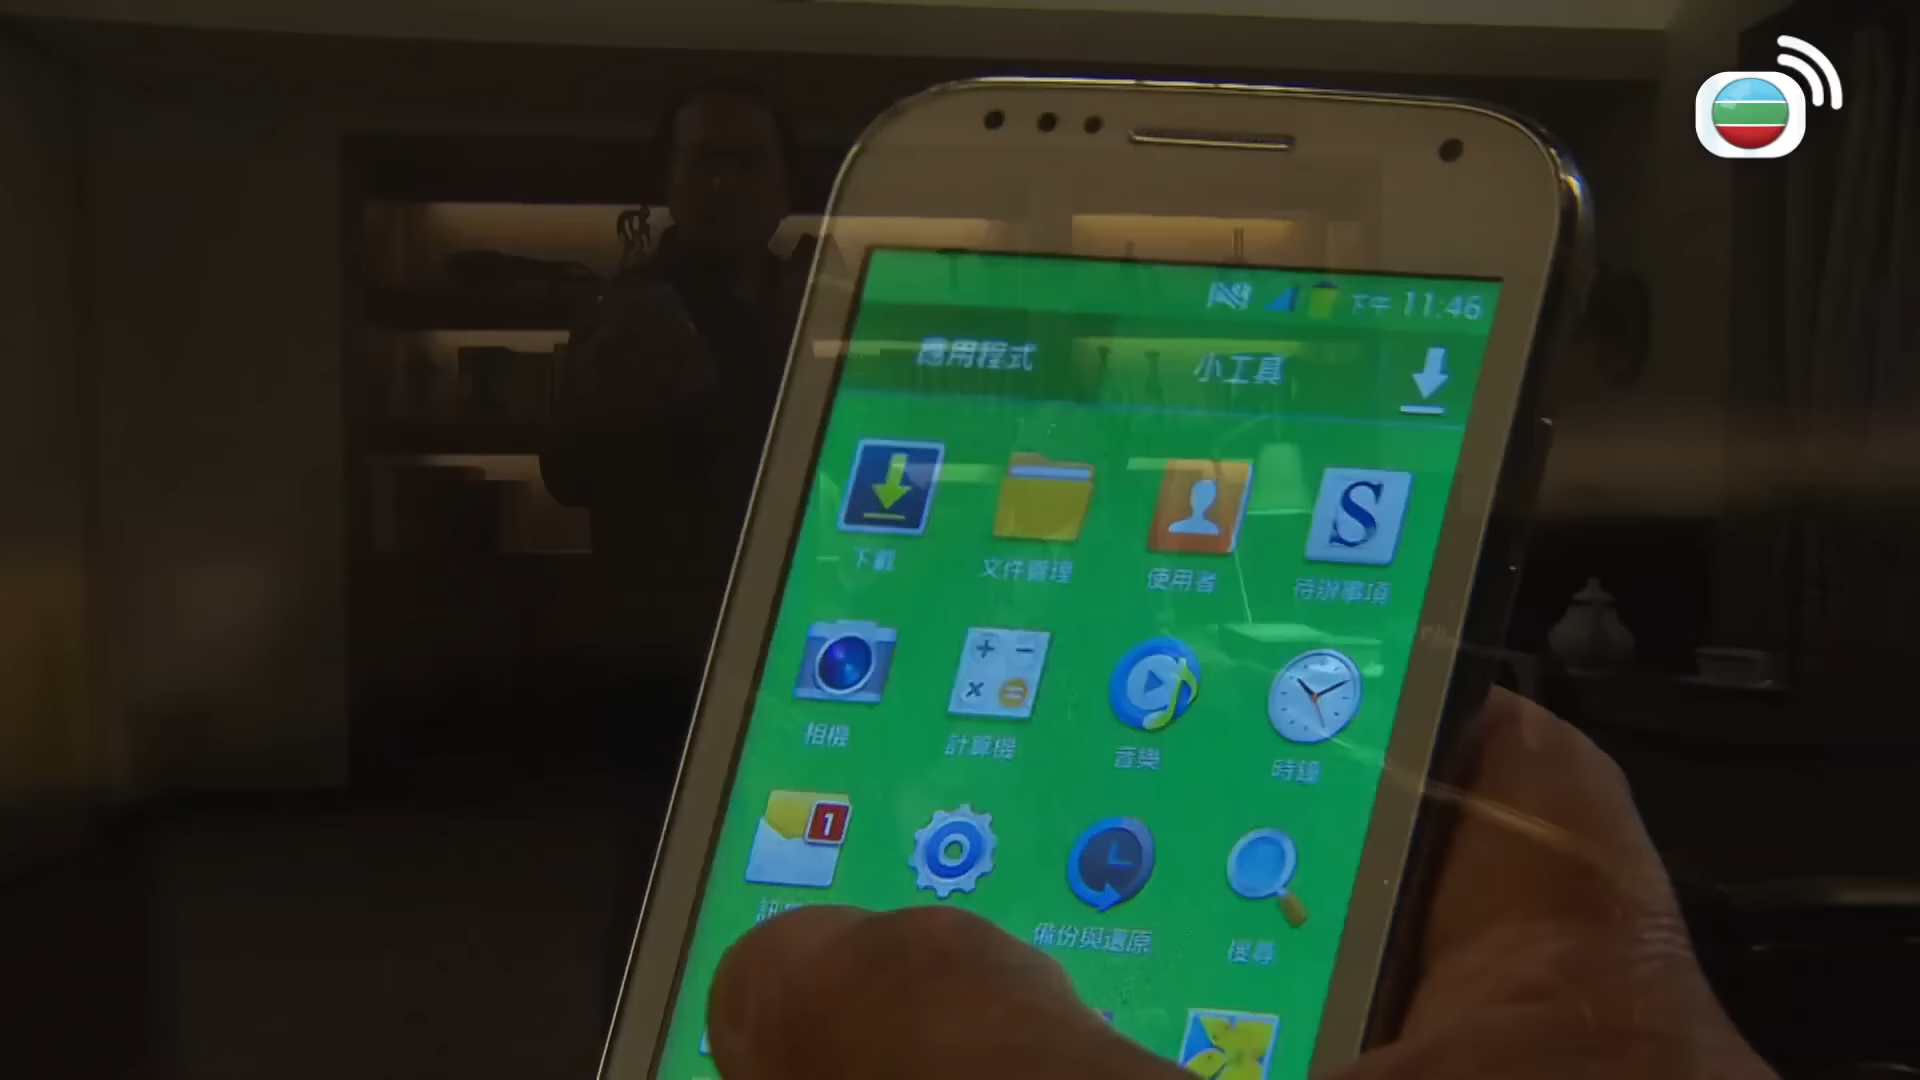 下午 11:46
應用程式 小工具
下載 文件管理 使用者 待辦事項
S
相機 計算機 音樂 時鐘
1
訊
備份與還原 搜尋